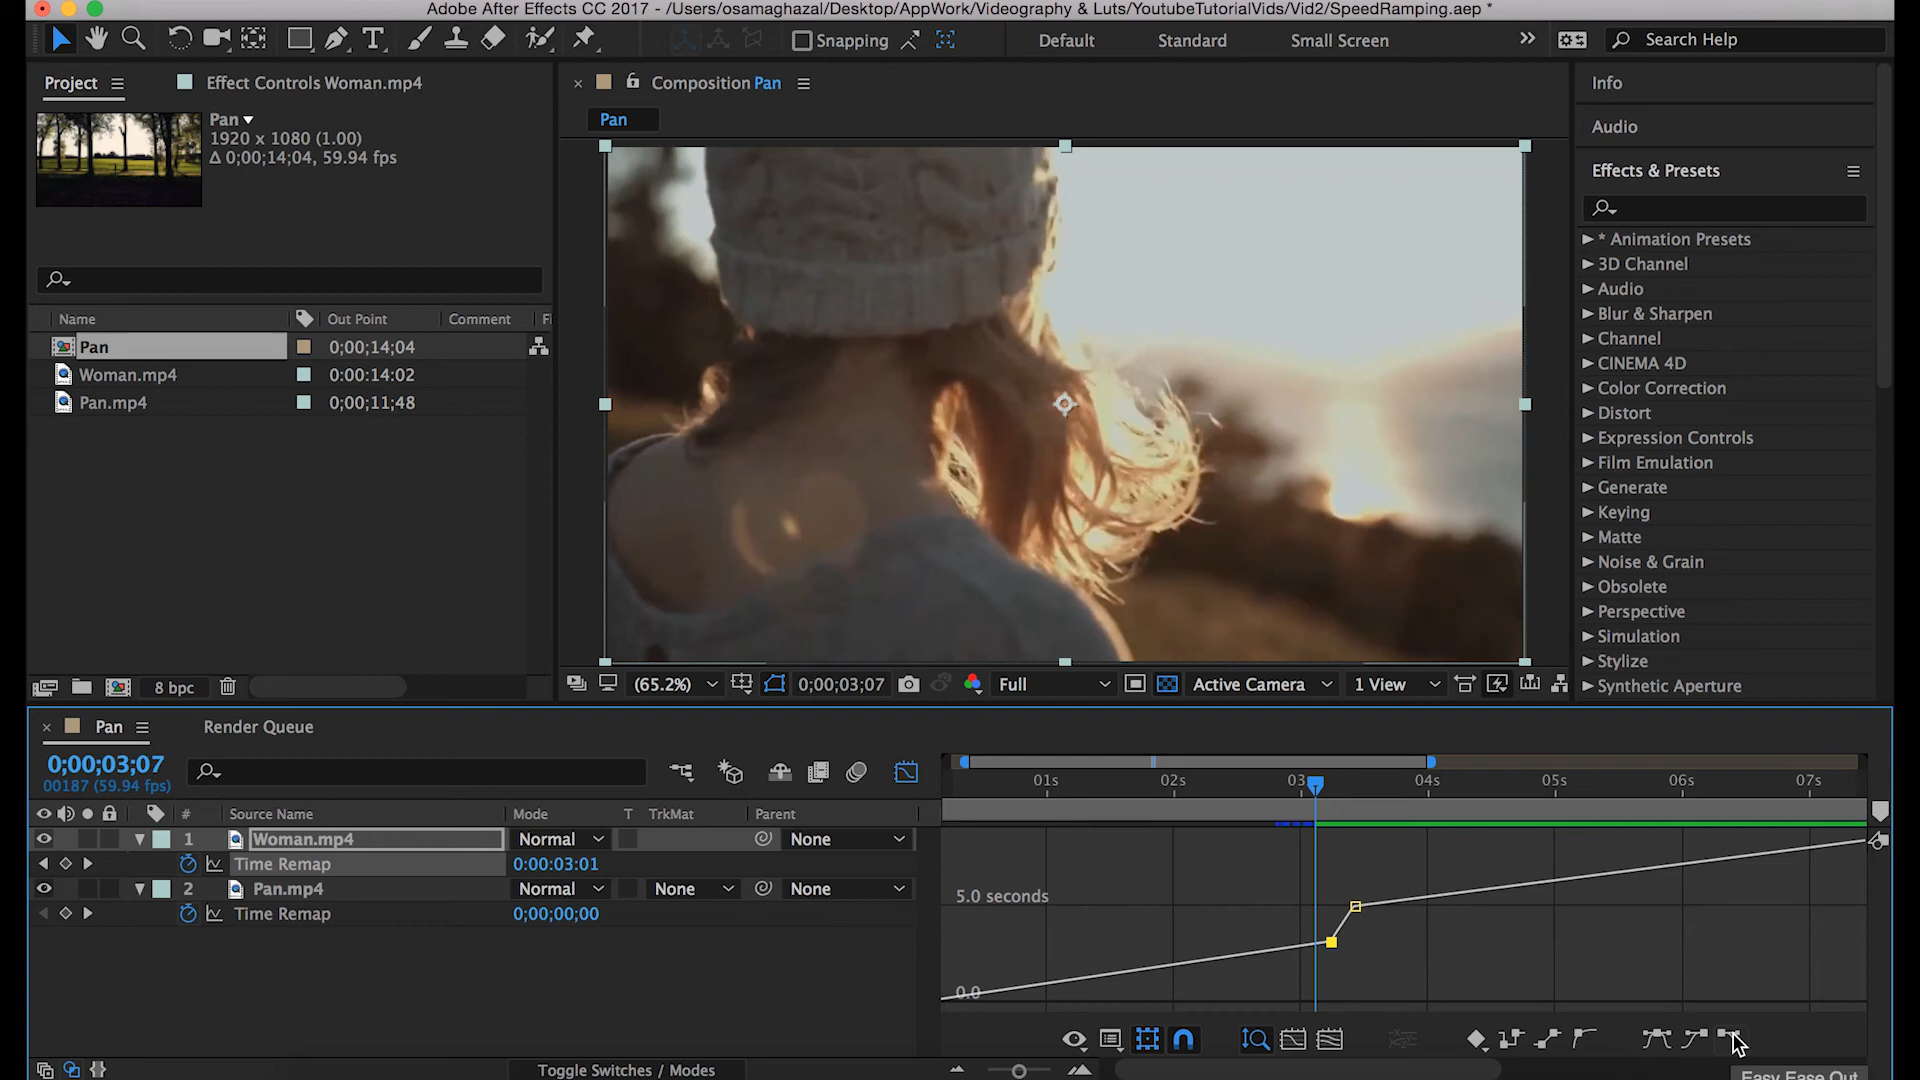 Adobe After Effects CC 2017 - /Users/osamaghazal/Desktop/AppWork/Videography & Luts/YoutubeTutorialVids/Vid2/SpeedRamping.aep *
Snapping
Default
Standard
Small Screen
Search Help
Project
Effect Controls Woman.mp4
Pan
1920 x 1080 (1.00)
Δ 0;00;14;04, 59.94 fps
Name
Out Point
Comment
Fi
Pan
0;00;14;04
Woman.mp4
0:00:14:02
Pan.mp4
0;00;11;48
8 bpc
Composition Pan
Pan
(65.2%)
0;00;03;07
Full
Active Camera
1 View
Info
Audio
Effects & Presets
* Animation Presets
3D Channel
Audio
Blur & Sharpen
Channel
CINEMA 4D
Color Correction
Distort
Expression Controls
Film Emulation
Generate
Keying
Matte
Noise & Grain
Obsolete
Perspective
Simulation
Stylize
Synthetic Aperture
Pan
Render Queue
0;00;03;07
00187 (59.94 fps)
# Source Name Mode T TrkMat Parent
1 Woman.mp4 Normal None
Time Remap 0:00:03:01
2 Pan.mp4 Normal None None
Time Remap 0;00;00;00
01s 02s 03 04s 05s 06s 07s
5.0 seconds
0.0
Toggle Switches / Modes
Easy Ease Out